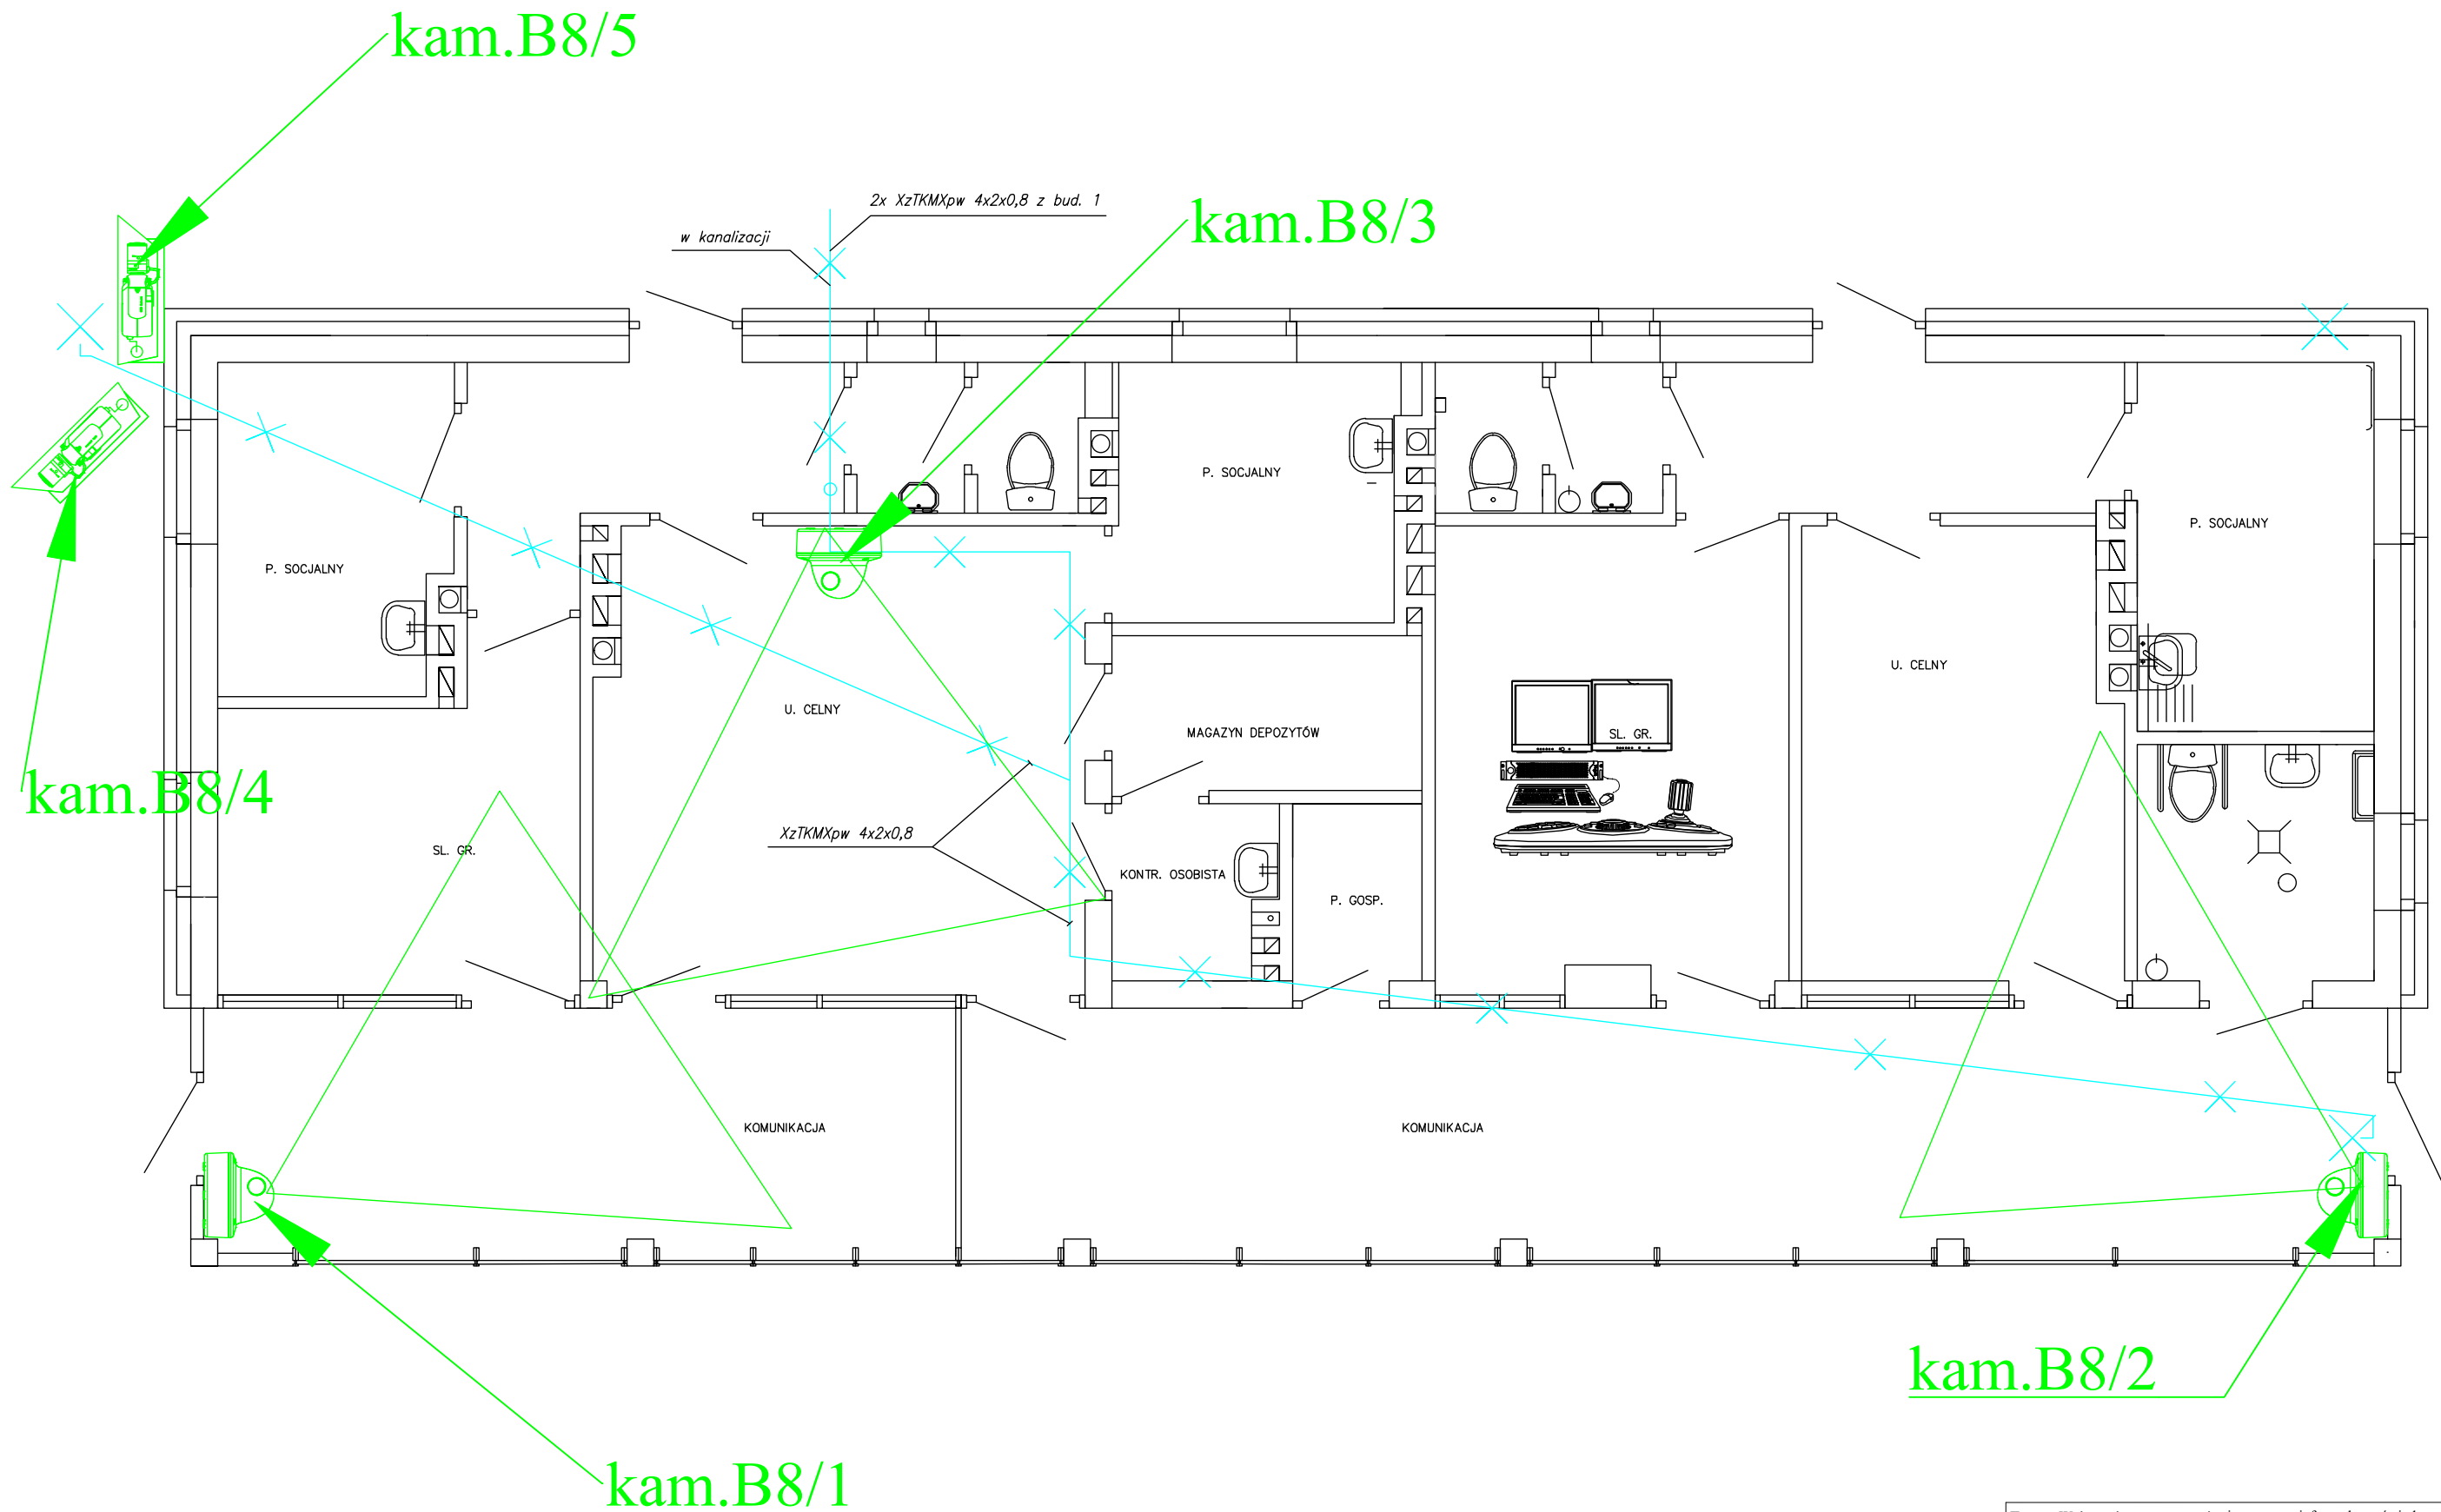 kam.B8/5
2x XzTKMXpw 4x2x0,8 z bud. 1
kam.B8/3
w kanalizacji
P. SOCJALNY
P. SOCJALNY
P. SOCJALNY
U. CELNY
U. CELNY
MAGAZYN DEPOZYTÓW
SL. GR.
kam.B8/4
XzTKMXpw 4x2x0,8
SL. GR.
KONTR. OSOBISTA
P. GOSP.
KOMUNIKACJA
KOMUNIKACJA
kam.B8/2
kam.B8/1